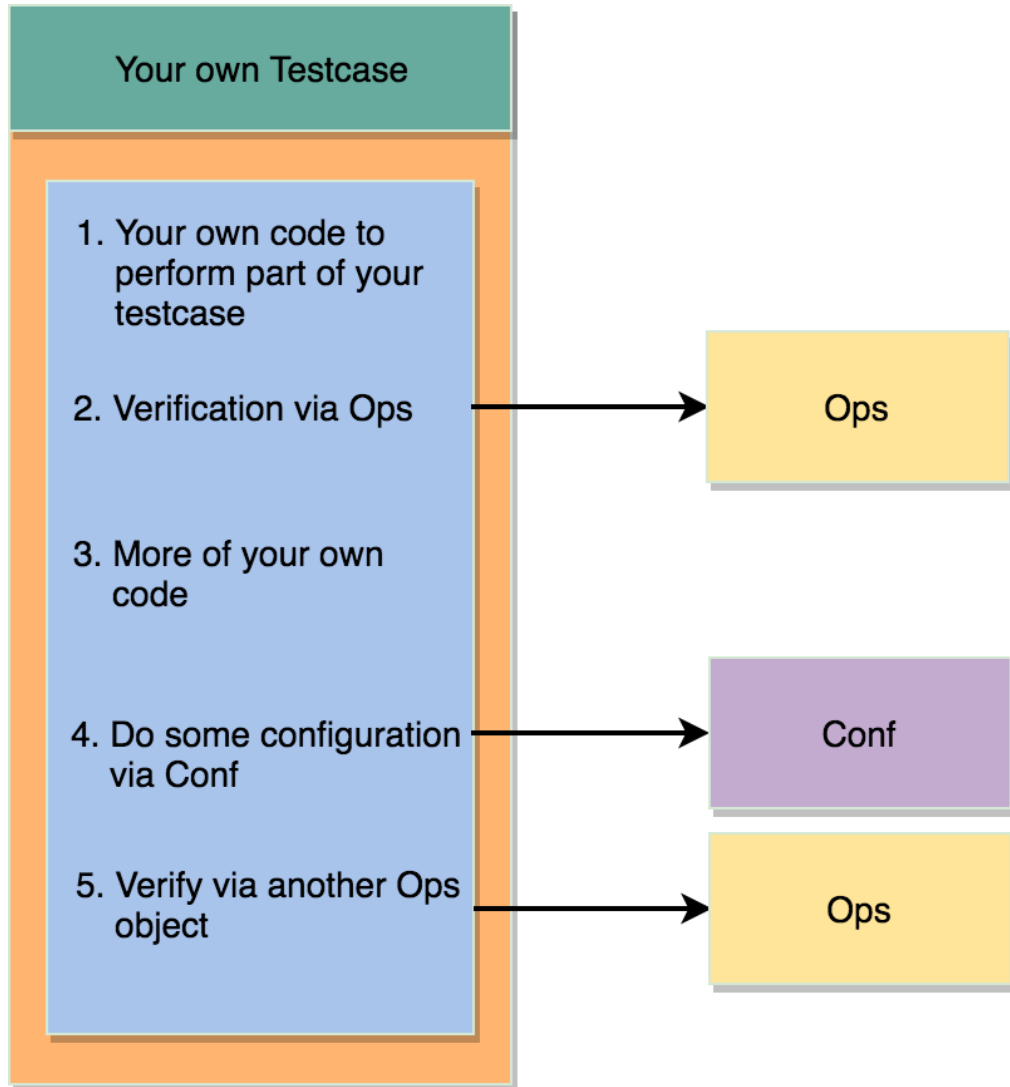 Your own Testcase
1. Your own code to
perform part of your
testcase
2. Verification via Ops
Ops
3. More of your own
code
4. Do some configuration
via Conf
Conf
5. Verify via another Ops
object
Ops